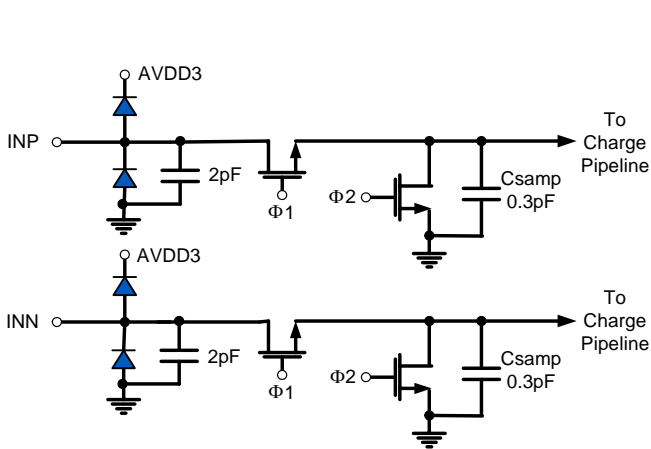 AVDD3
INP
2pF
Φ1
Φ2
Csamp
0.3pF
To
Charge
Pipeline
AVDD3
INN
2pF
Φ1
Φ2
Csamp
0.3pF
To
Charge
Pipeline